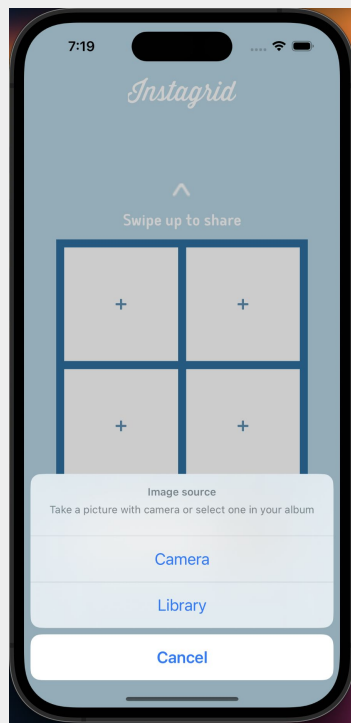 7:19
Instagrid
Swipe up to share
+ +
+ +
Image source
Take a picture with camera or select one in your album
Camera
Library
Cancel